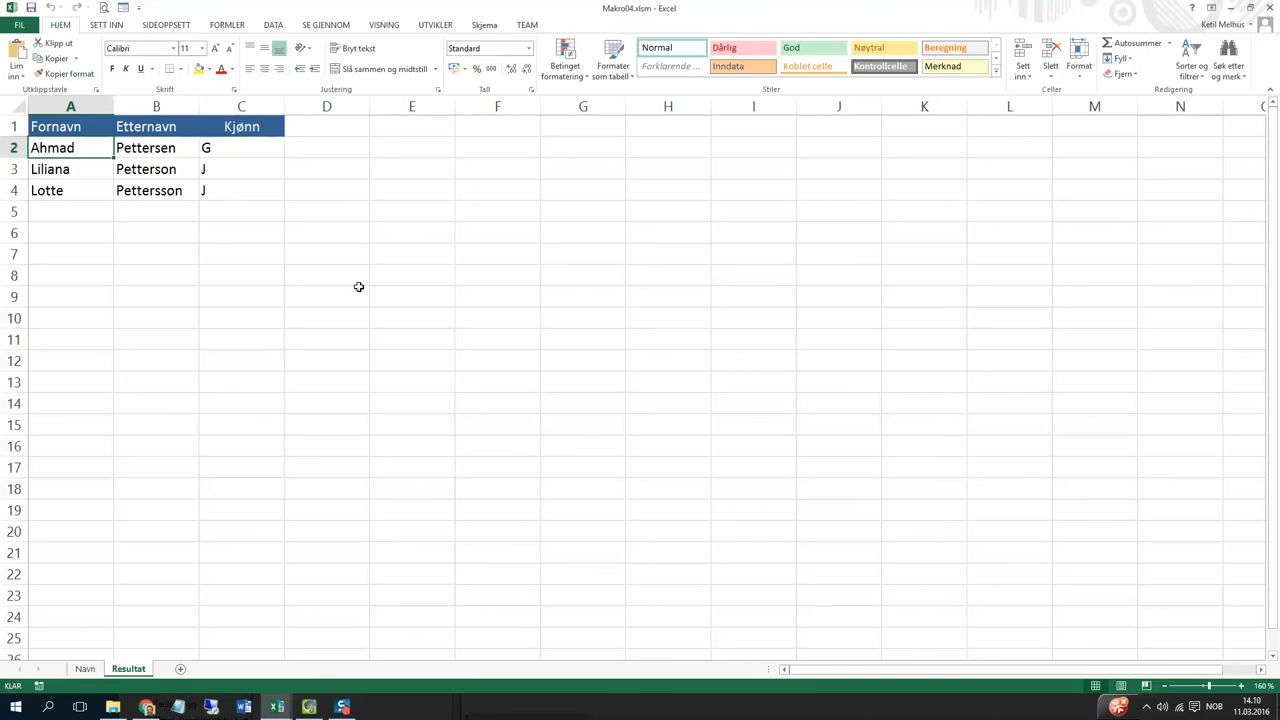 Makro04.xlsm - Excel
FIL
HJEM
SETT INN
SIDEOPPSETT
FORMLER
DATA
SE GJENNOM
VISNING
UTVIKLER
Skjema
TEAM
Ketil Melhus
Lim inn
Klipp ut
Kopier
Kopier format
Utklippstavle
Calibri
11
F K U
Skrift
Bryt tekst
Slå sammen og midtstill
Justering
Standard
% 000
Tall
Betinget formatering
Formater som tabell
Normal
Dårlig
God
Nøytral
Beregning
Forklarende ...
Inndata
Koblet celle
Kontrollcelle
Merknad
Stiler
Sett inn
Slett
Format
Celler
Autosummer
Fyll
Fjern
Sorter og filtrer
Søk etter og merk
Redigering
A B C D E F G H I J K L M N
1 Fornavn Etternavn Kjønn
2 Ahmad Pettersen G
3 Liliana Petterson J
4 Lotte Pettersson J
5
6
7
8
9
10
11
12
13
14
15
16
17
18
19
20
21
22
23
24
25
Navn
Resultat
KLAR
160 %
NOB
14.10
11.03.2016